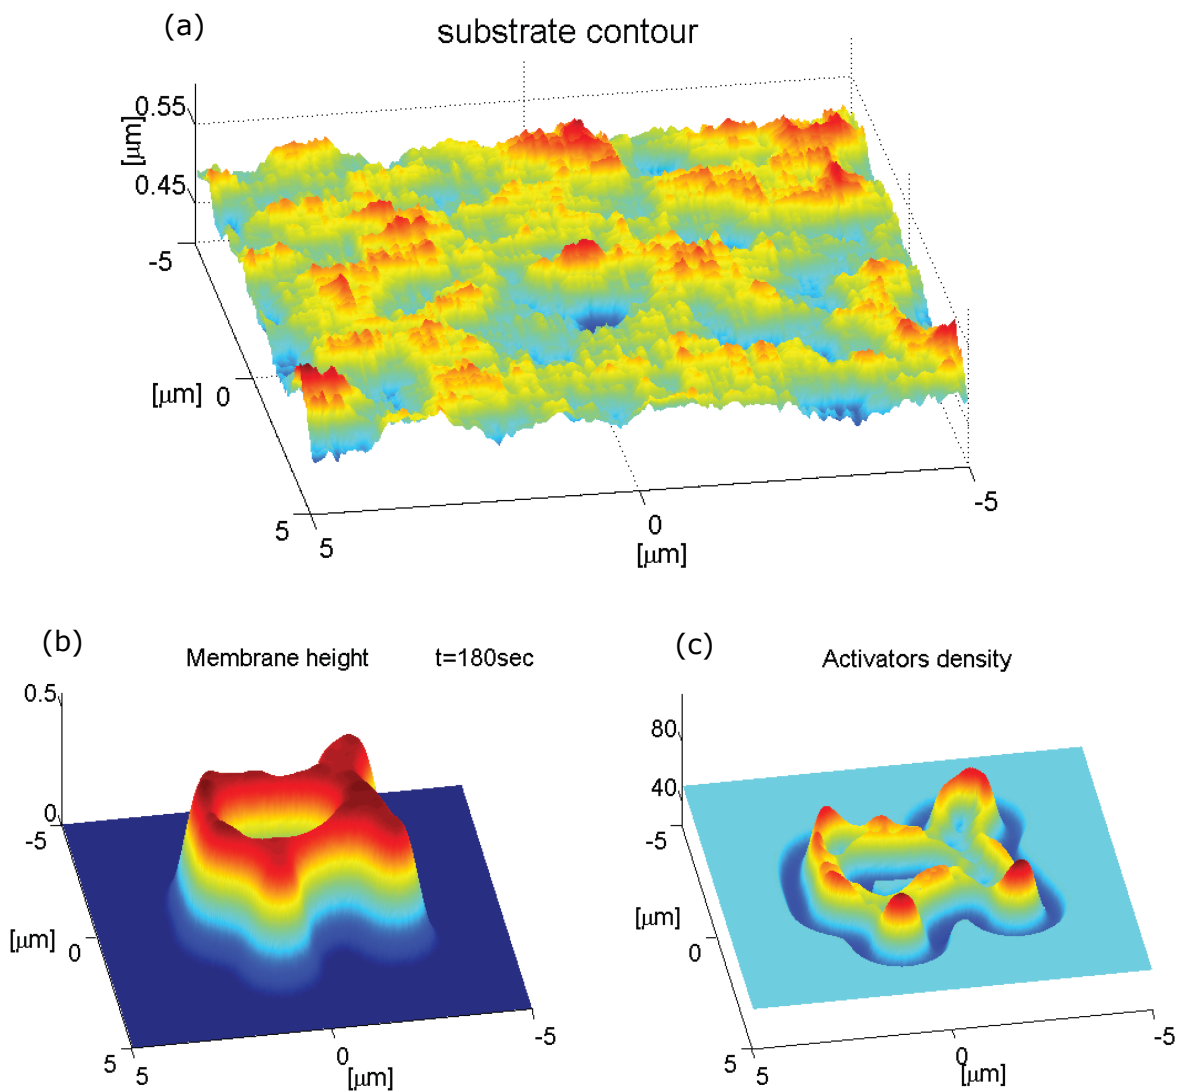 (a)
substrate contour
0.55
[μm]
0.45
-5
[μm] 0
5
5
0
[μm]
-5
(b)
Membrane height t=180sec
0.5
0
-5
[μm] 0
5
5
0
[μm]
-5
(c)
Activators density
80
40
-5
[μm]
0
5
5
0
[μm]
-5